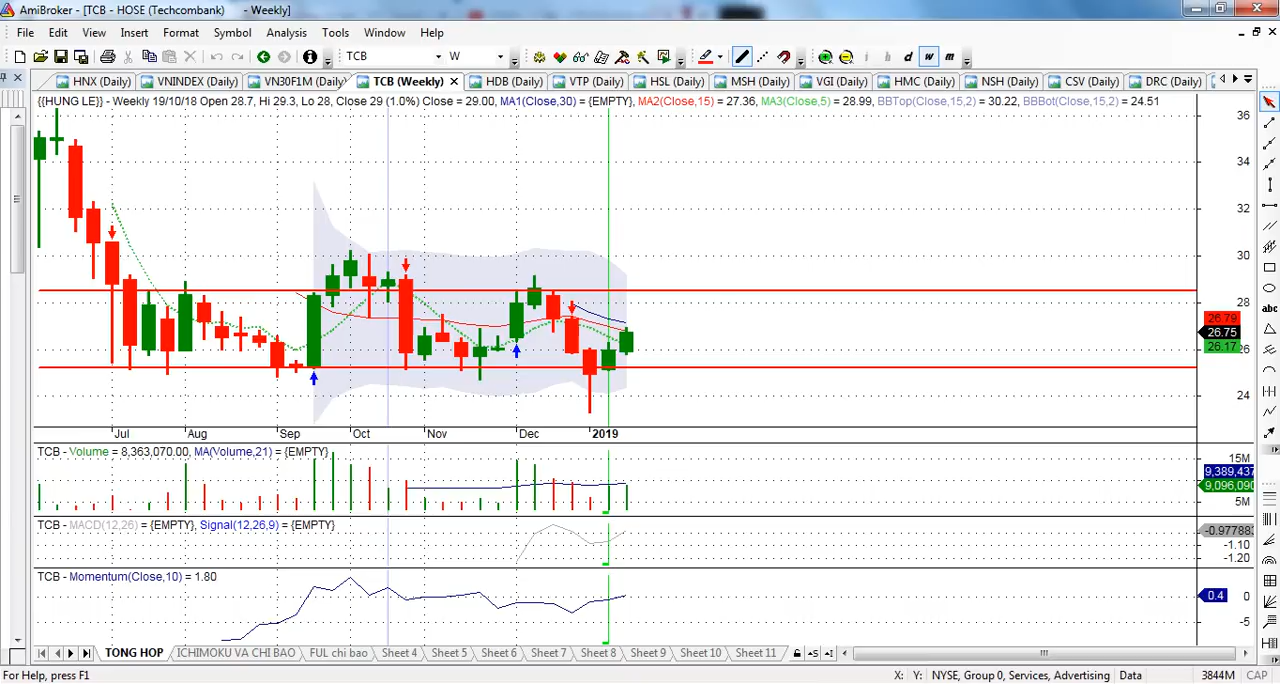 AmiBroker - [TCB - HOSE (Techcombank) - Weekly]
File Edit View Insert Format Symbol Analysis Tools Window Help
TCB W h d w m
HNX (Daily) VNINDEX (Daily) VN30F1M (Daily) TCB (Weekly) HDB (Daily) VTP (Daily) HSL (Daily) MSH (Daily) VGI (Daily) HMC (Daily) NSH (Daily) CSV (Daily) DRC (Daily)
{{HUNG LE}} - Weekly 19/10/18 Open 28.7, Hi 29.3, Lo 28, Close 29 (1.0%) Close = 29.00, MA1(Close,30) = {EMPTY}, MA2(Close,15) = 27.36, MA3(Close,5) = 28.99, BBTop(Close,15,2) = 30.22, BBBot(Close,15,2) = 24.51
36
abc
34
32
30
28
26.79
26.75
26.17
26
24
Jul Aug Sep Oct Nov Dec 2019
TCB - Volume = 8,363,070.00, MA(Volume,21) = {EMPTY}
15M
9,389,437
9,096,090
5M
TCB - MACD(12,26) = {EMPTY}, Signal(12,26,9) = {EMPTY}
-0.977883
-1.10
-1.20
TCB - Momentum(Close,10) = 1.80
0.4
0
-5
TONG HOP ICHIMOKU VA CHI BAO FUL chi bao Sheet 4 Sheet 5 Sheet 6 Sheet 7 Sheet 8 Sheet 9 Sheet 10 Sheet 11
For Help, press F1 X: Y: NYSE, Group 0, Services, Advertising Data 3844M CAP